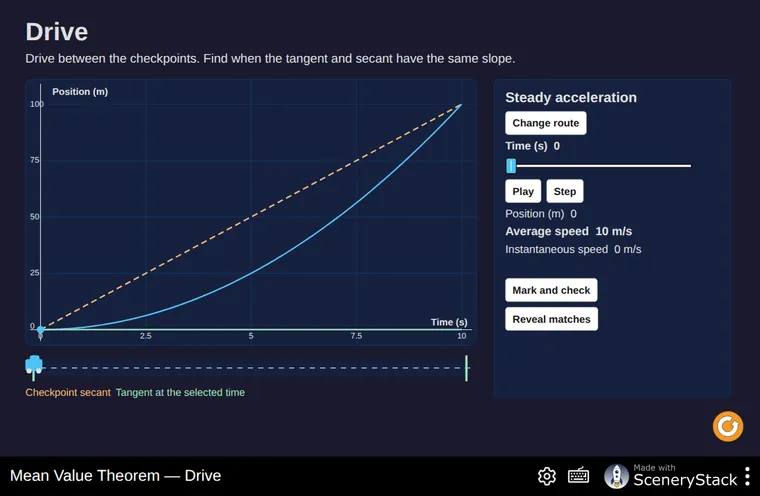 Drive
Drive between the checkpoints. Find when the tangent and secant have the same slope.
Position (m)
100
75
50
25
0
0
2.5
5
7.5
10
Time (s)
Checkpoint secant Tangent at the selected time
Steady acceleration
Change route
Time (s) 0
Play Step
Position (m) 0
Average speed 10 m/s
Instantaneous speed 0 m/s
Mark and check
Reveal matches
Mean Value Theorem — Drive
Made with
SceneryStack